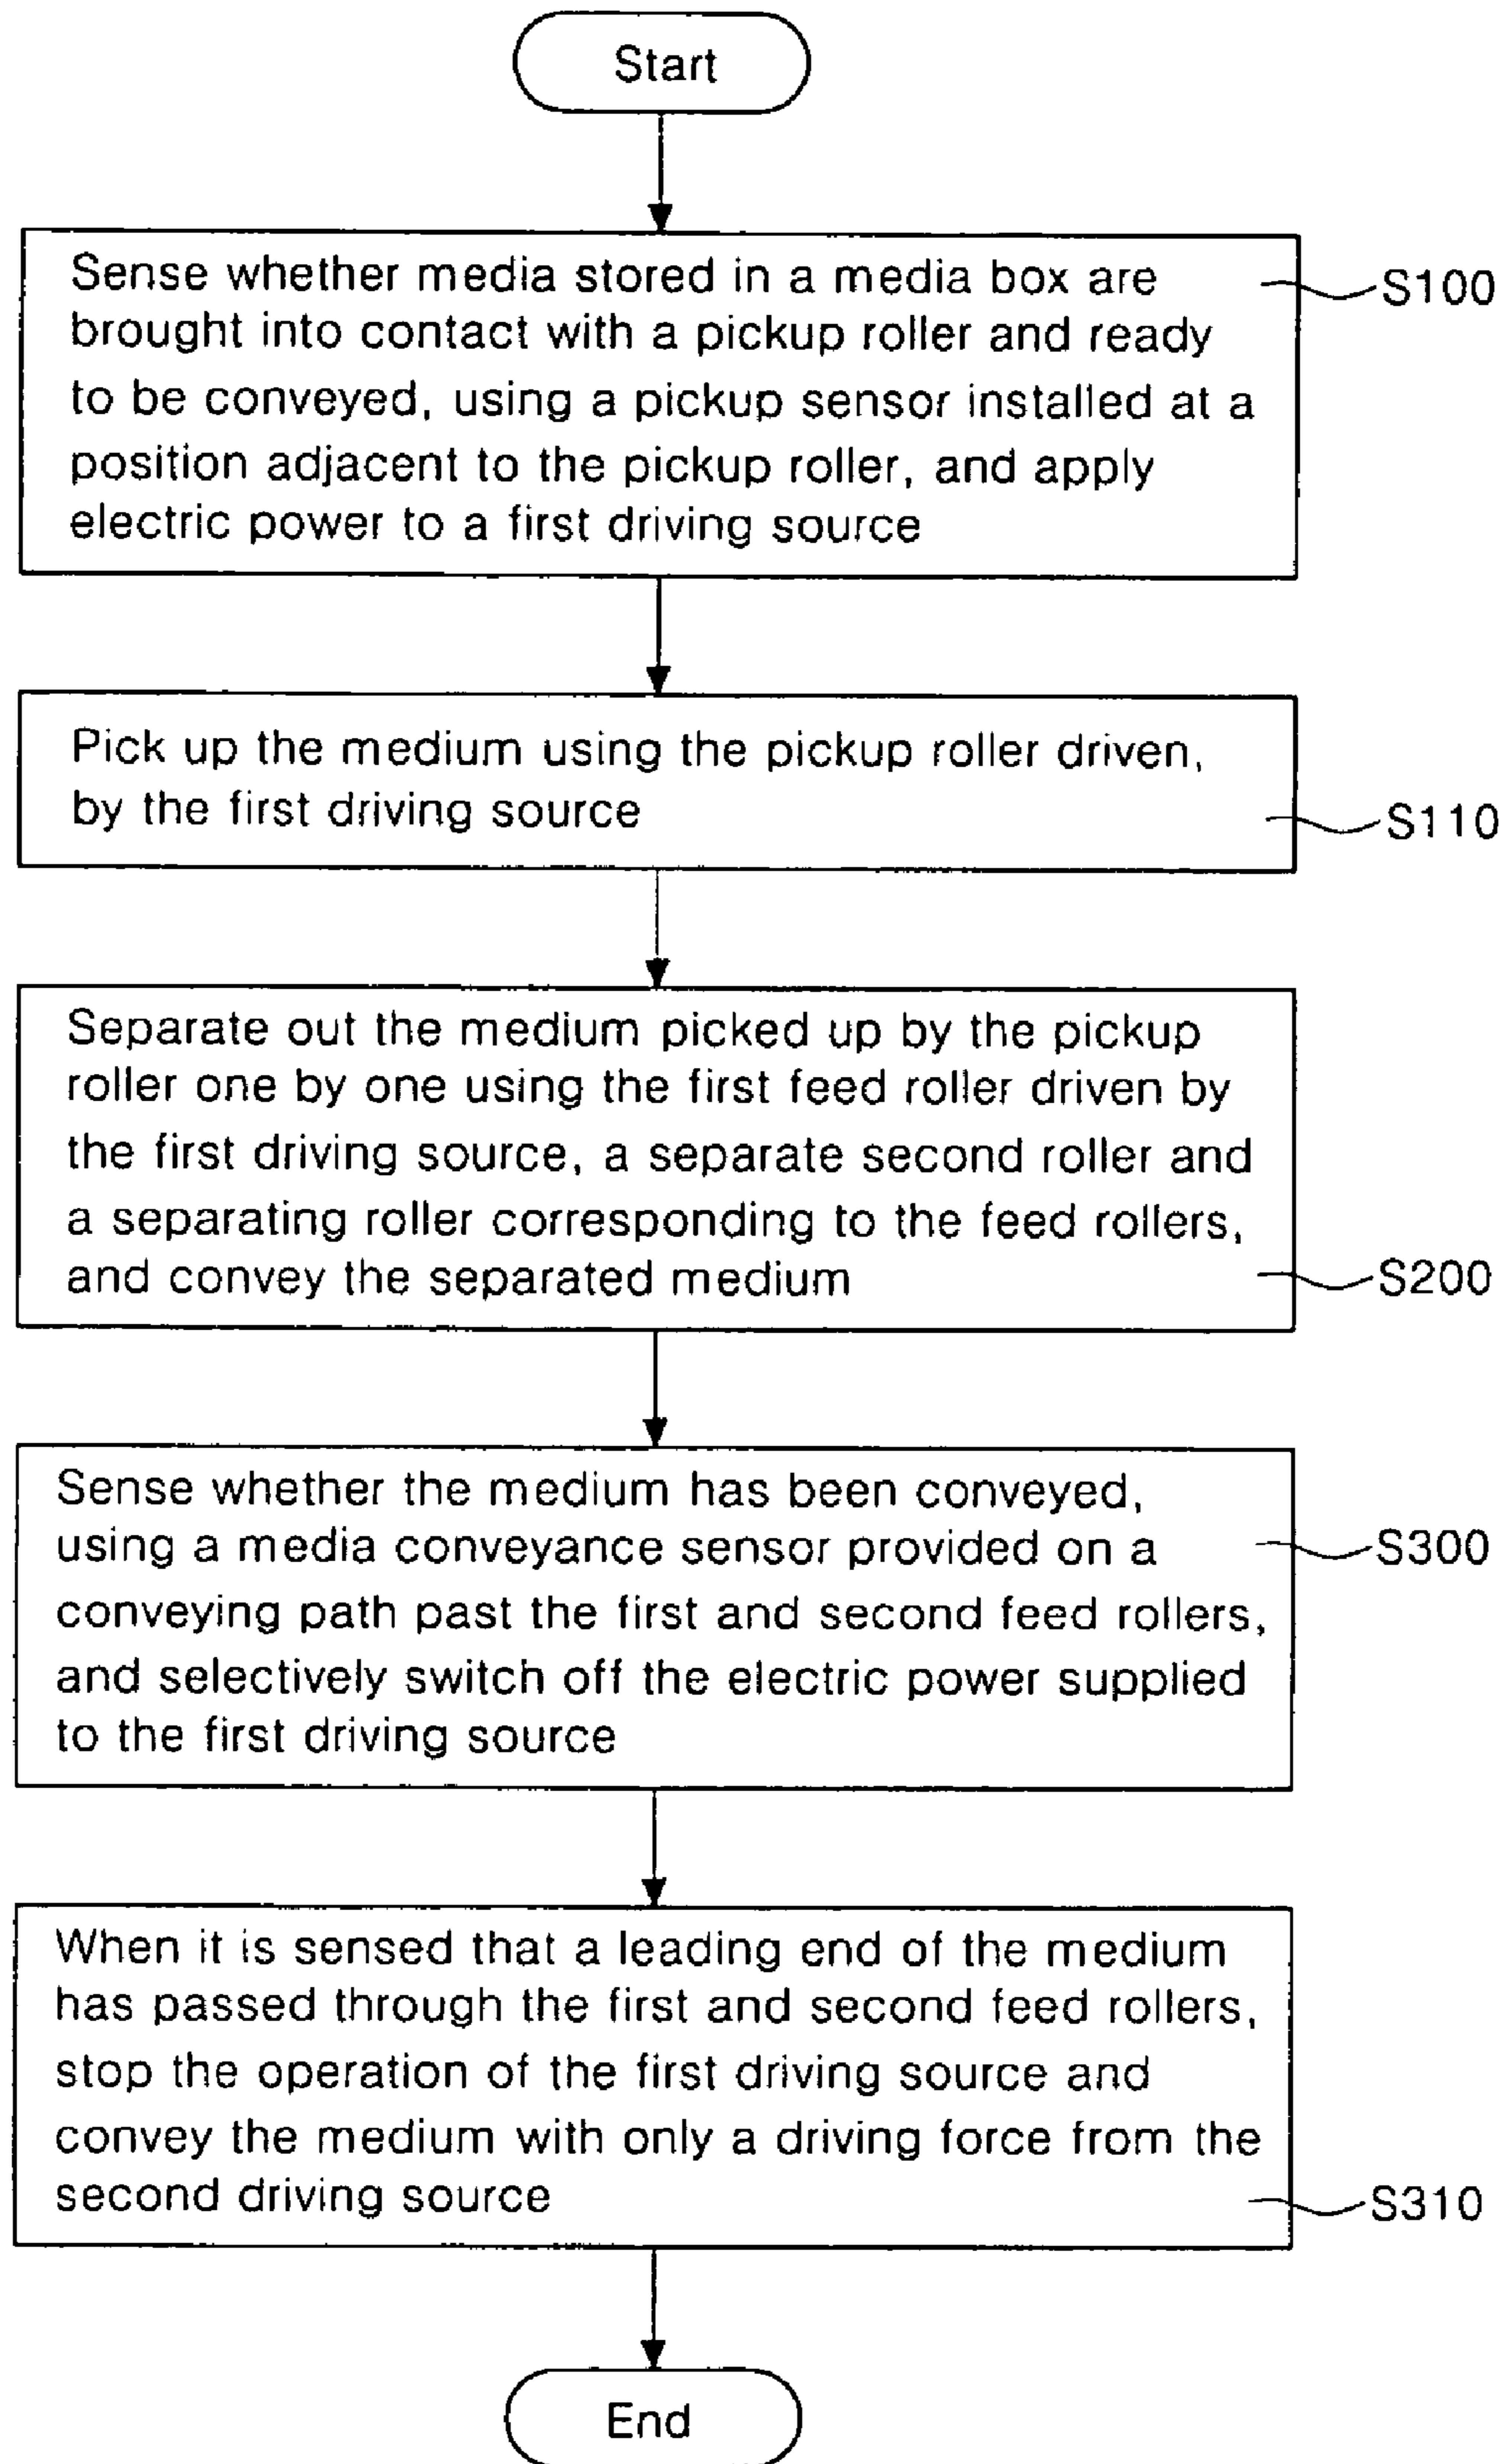 Start
Sense whether media stored in a media box are
brought into contact with a pickup roller and ready
to be conveyed, using a pickup sensor installed at a
position adjacent to the pickup roller, and apply
electric power to a first driving source
S100
Pick up the medium using the pickup roller driven,
by the first driving source
S110
Separate out the medium picked up by the pickup
roller one by one using the first feed roller driven by
the first driving source, a separate second roller and
a separating roller corresponding to the feed rollers,
and convey the separated medium
S200
Sense whether the medium has been conveyed,
using a media conveyance sensor provided on a
conveying path past the first and second feed rollers,
and selectively switch off the electric power supplied
to the first driving source
S300
When it is sensed that a leading end of the medium
has passed through the first and second feed rollers,
stop the operation of the first driving source and
convey the medium with only a driving force from the
second driving source
S310
End